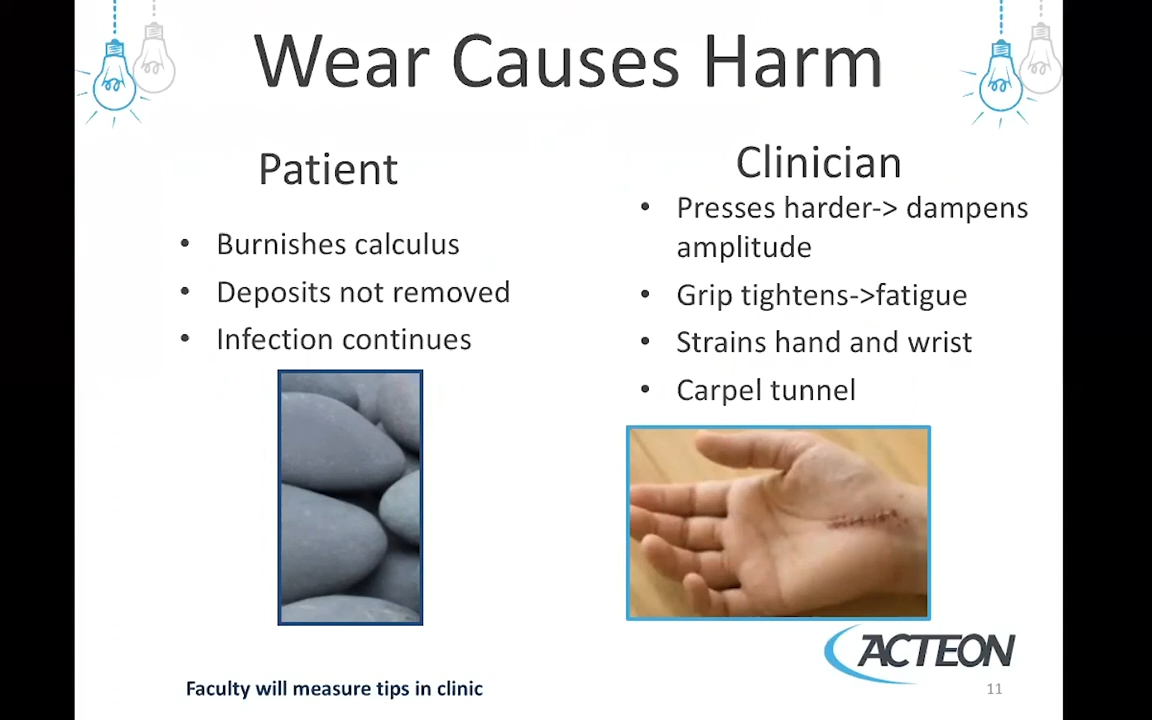 Wear Causes Harm
Patient
Burnishes calculus
Deposits not removed
Infection continues
Clinician
Presses harder-> dampens
amplitude
Grip tightens->fatigue
Strains hand and wrist
Carpel tunnel
ACTEON
Faculty will measure tips in clinic
11